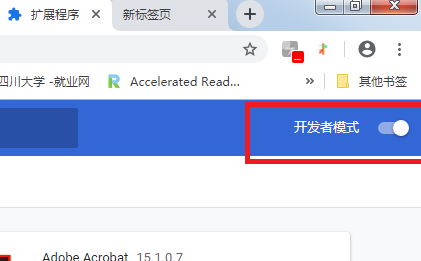 扩展程序
新标签页
四川大学 -就业网
Accelerated Read...
其他书签
开发者模式
Adobe Acrobat 15.1.0.7